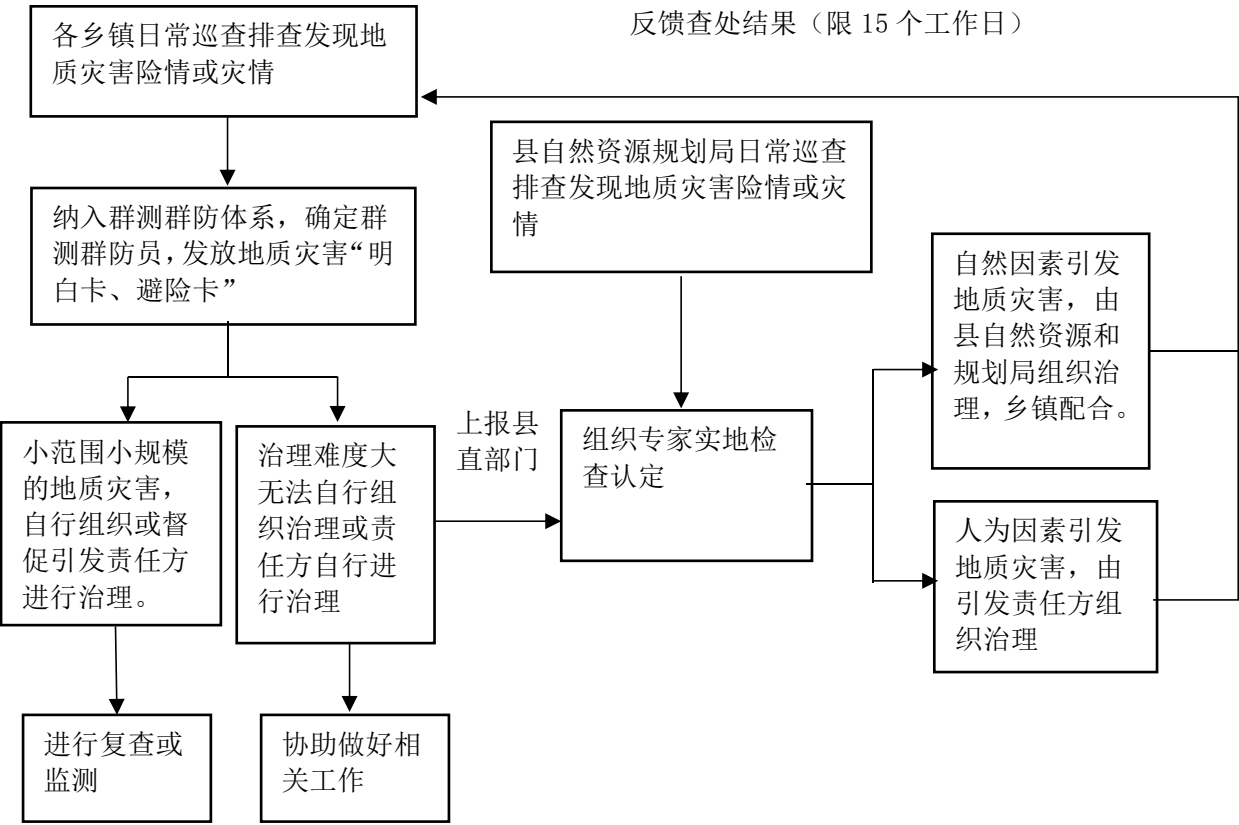 反馈查处结果（限 15 个工作日）
各乡镇日常巡查排查发现地
质灾害险情或灾情
县自然资源规划局日常巡查
排查发现地质灾害险情或灾
情
纳入群测群防体系，确定群
测群防员，发放地质灾害“明
白卡、避险卡”
自然因素引发
地质灾害，由
县自然资源和
规划局组织治
理，乡镇配合。
小范围小规模
的地质灾害，
自行组织或督
促引发责任方
进行治理。
治理难度大
无法自行组
织治理或责
任方自行进
行治理
上报县
直部门
组织专家实地检
查认定
人为因素引发
地质灾害，由
引发责任方组
织治理
进行复查或
监测
协助做好相
关工作